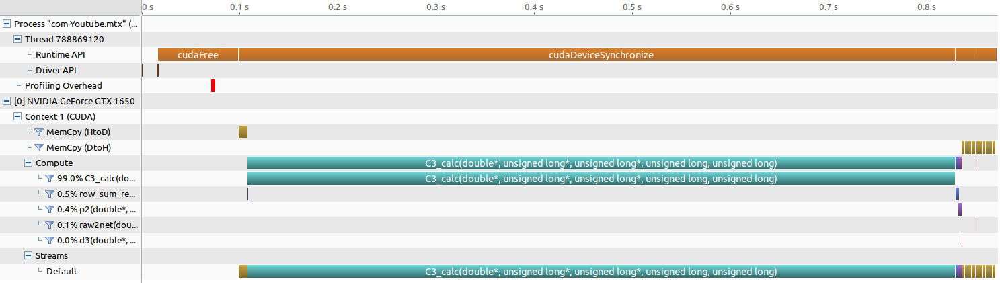 0 s 0.1 s 0.2 s 0.3 s 0.4 s 0.5 s 0.6 s 0.7 s 0.8 s
Process "com-Youtube.mtx" (...
Thread 788869120
Runtime API cudaFree cudaDeviceSynchronize
Driver API
Profiling Overhead
[0] NVIDIA GeForce GTX 1650
Context 1 (CUDA)
MemCpy (HtoD)
MemCpy (DtoH)
Compute C3_calc(double*, unsigned long*, unsigned long*, unsigned long, unsigned long)
99.0% C3_calc(do... C3_calc(double*, unsigned long*, unsigned long*, unsigned long, unsigned long)
0.5% row_sum_re...
0.4% p2(double*, ...
0.1% raw2net(dou...
0.0% d3(double*, ...
Streams
Default C3_calc(double*, unsigned long*, unsigned long*, unsigned long, unsigned long)